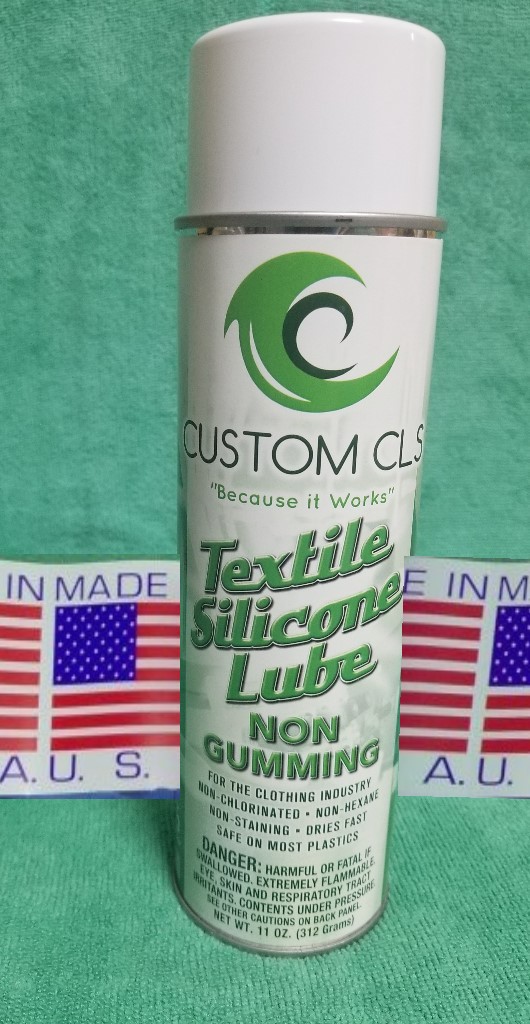 CUSTOM CLS
"Because it Works"
Textile
Silicone
Lube
NON
GUMMING
FOR THE CLOTHING INDUSTRY
NON-CHLORINATED • NON-HEXANE
NON-STAINING • DRIES FAST
SAFE ON MOST PLASTICS
DANGER: HARMFUL OR FATAL IF
SWALLOWED. EXTREMELY FLAMMABLE.
EYE, SKIN AND RESPIRATORY TRACT
IRRITANTS. CONTENTS UNDER PRESSURE.
SEE OTHER CAUTIONS ON BACK PANEL.
NET WT. 11 OZ. (312 Grams)
IN MADE
A. U. S.
E IN M
A. U.